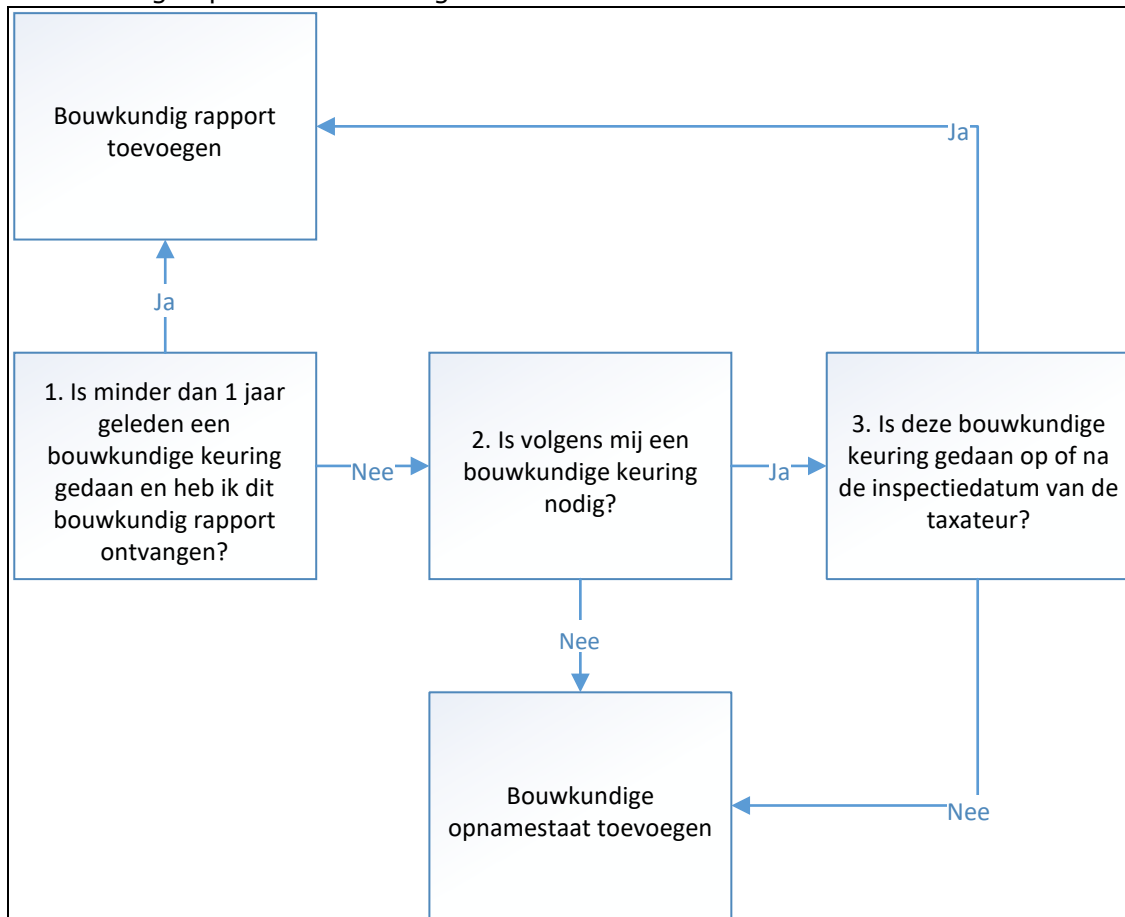 Bouwkundig rapport
toevoegen
Ja
Ja
1. Is minder dan 1 jaar
geleden een
bouwkundige keuring
gedaan en heb ik dit
bouwkundig rapport
ontvangen?
Nee
2. Is volgens mij een
bouwkundige keuring
nodig?
Ja
3. Is deze bouwkundige
keuring gedaan op of na
de inspectiedatum van de
taxateur?
Nee
Bouwkundige
opnamestaat toevoegen
Nee